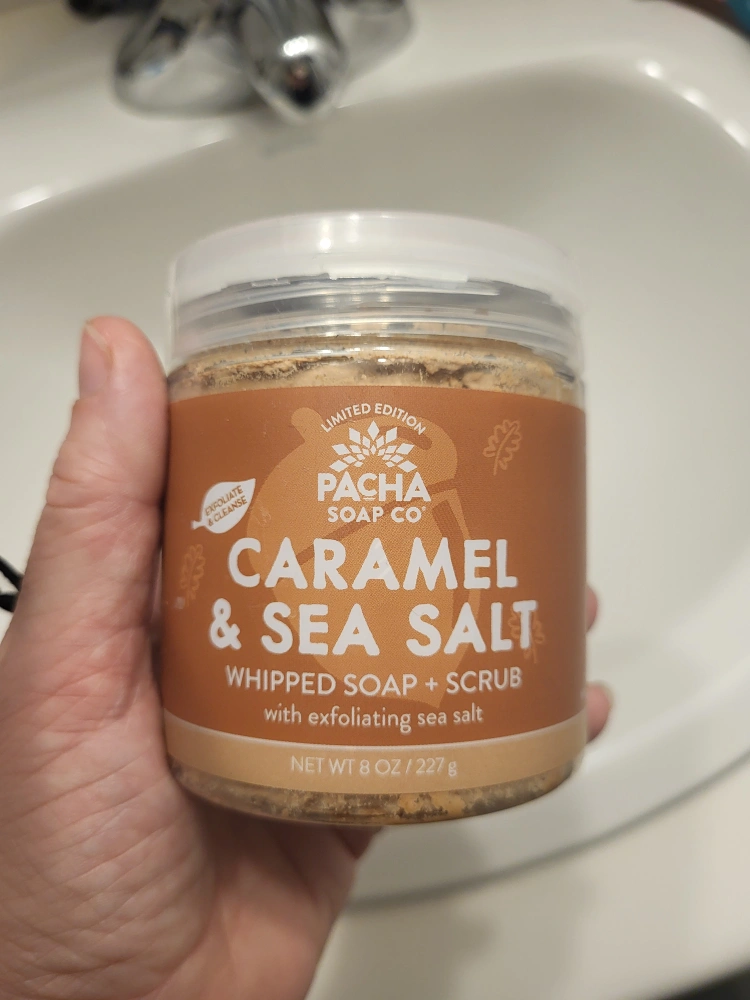 LIMITED EDITION
PACHA
SOAP CO®
EXFOLIATE
& CLEANSE
CARAMEL
& SEA SALT
WHIPPED SOAP + SCRUB
with exfoliating sea salt
NET WT 8 OZ / 227 g